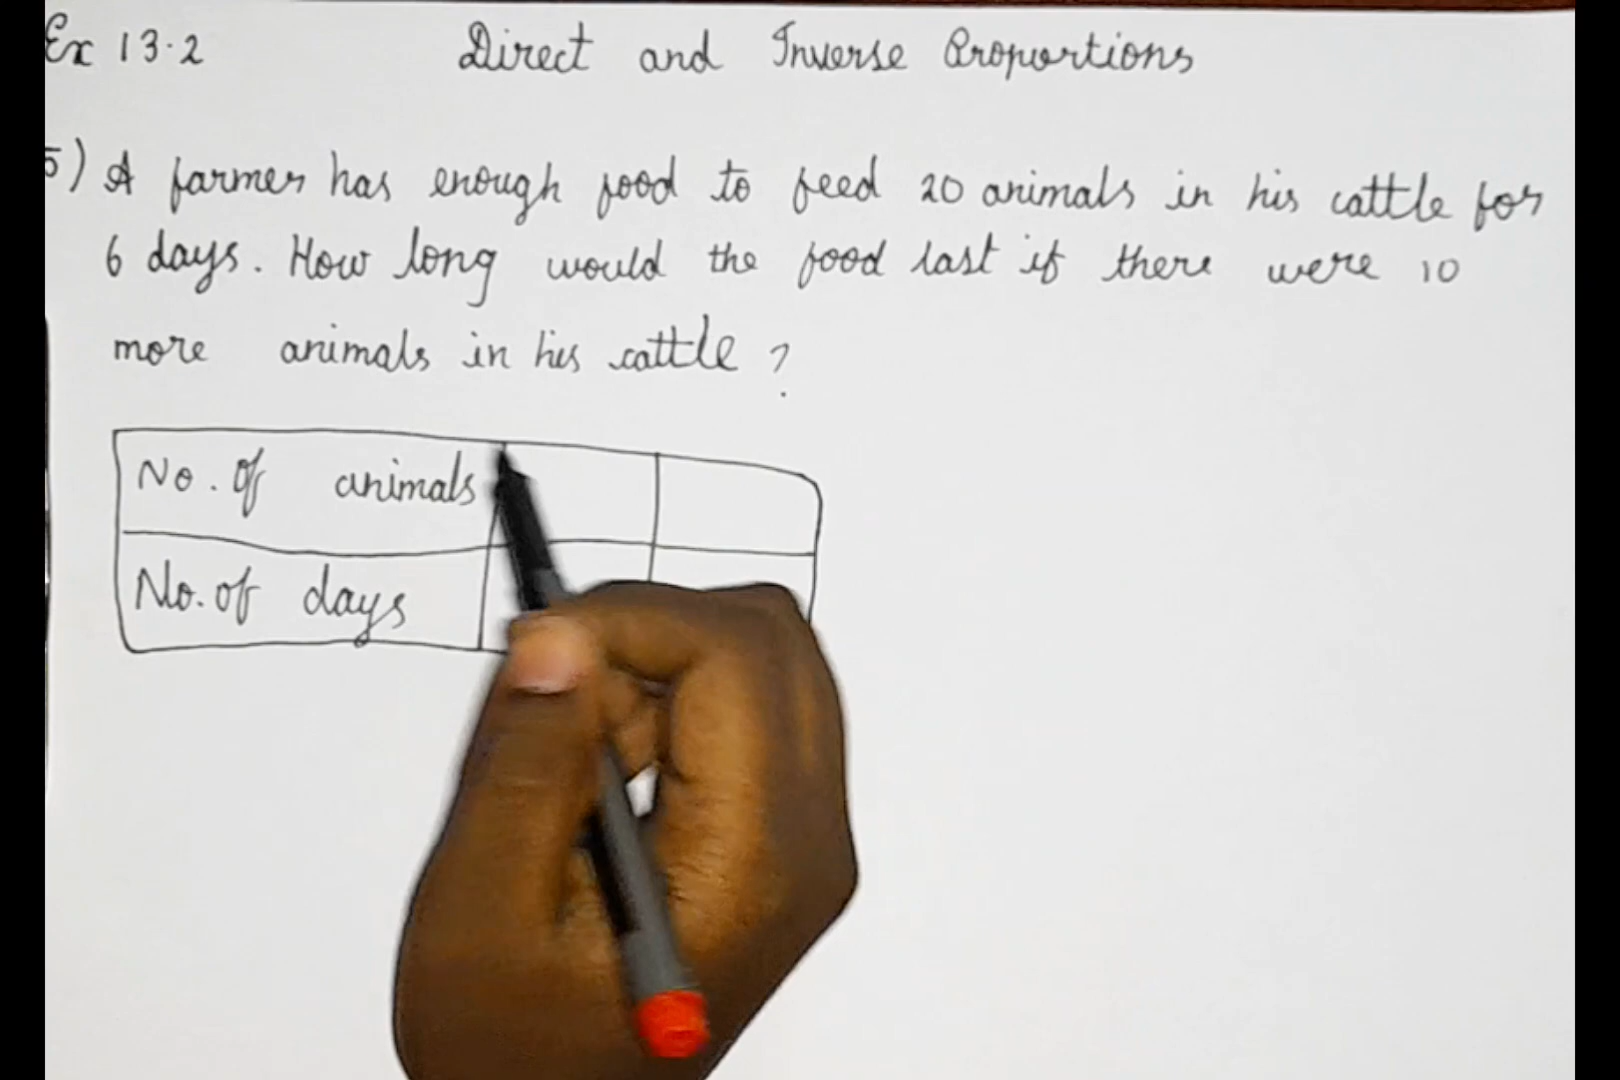 Ex 13.2 Direct and Inverse Proportions
5) A farmer has enough food to feed 20 animals in his cattle for
6 days. How long would the food last if there were 10
more animals in his cattle ?
No. Of animals
No. of days